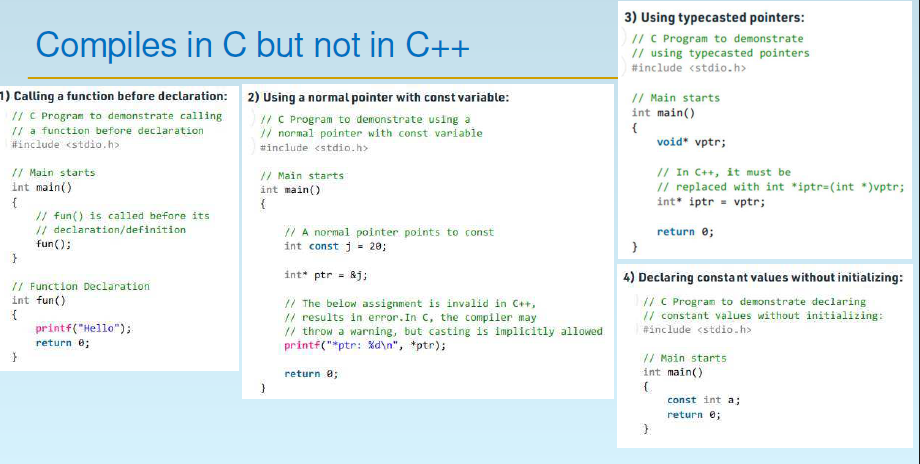 Compiles in C but not in C++
1) Calling a function before declaration:
// C Program to demonstrate calling
// a function before declaration
#include <stdio.h>
// Main starts
int main()
{
// fun() is called before its
// declaration/definition
fun();
}
// Function Declaration
int fun()
{
printf("Hello");
return 0;
}
2) Using a normal pointer with const variable:
// C Program to demonstrate using a
// normal pointer with const variable
#include <stdio.h>
// Main starts
int main()
{
// A normal pointer points to const
int const j = 20;
int* ptr = &j;
// The below assignment is invalid in C++,
// results in error.In C, the compiler may
// throw a warning, but casting is implicitly allowed
printf("*ptr: %d\n", *ptr);
return 0;
}
3) Using typecasted pointers:
// C Program to demonstrate
// using typecasted pointers
#include <stdio.h>
// Main starts
int main()
{
void* vptr;
// In C++, it must be
// replaced with int *iptr=(int *)vptr;
int* iptr = vptr;
return 0;
}
4) Declaring constant values without initializing:
// C Program to demonstrate declaring
// constant values without initializing:
#include <stdio.h>
// Main starts
int main()
{
const int a;
return 0;
}